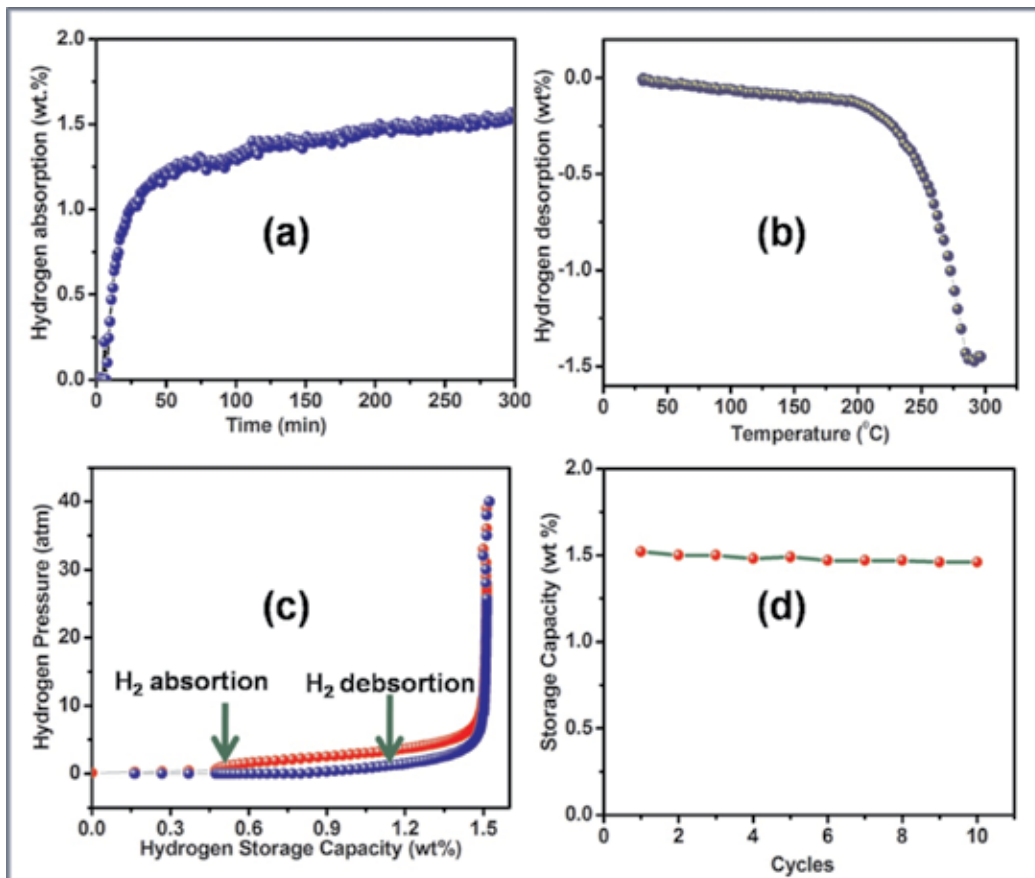 2.0
1.5
1.0
0.5
0.0
Hydrogen absorption (wt.%)
(a)
0 50 100 150 200 250 300
Time (min)
0.0
-0.5
-1.0
-1.5
Hydrogen desorption (wt%)
(b)
0 50 100 150 200 250 300
Temperature (⁰C)
40
30
20
10
0
Hydrogen Pressure (atm)
(c)
H₂ absortion
H₂ debsortion
0.0 0.3 0.6 0.9 1.2 1.5
Hydrogen Storage Capacity (wt%)
2.0
1.5
1.0
0.5
0.0
Storage Capacity (wt %)
(d)
0 2 4 6 8 10
Cycles